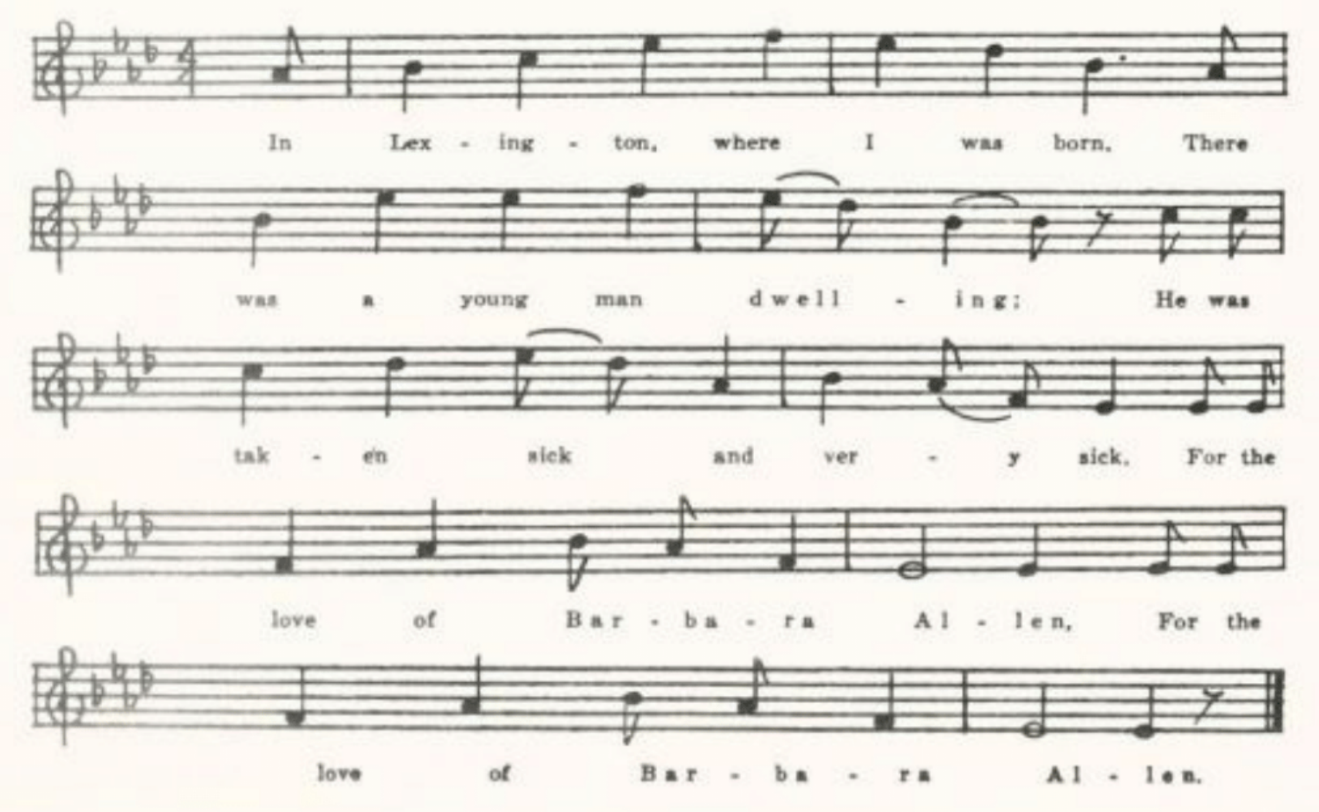 In Lex - ing - ton, where I was born, There
was a young man dwell - ing; He was
tak - en sick and ver - y sick, For the
love of Bar - ba - ra Al - len, For the
love of Bar - ba - ra Al - len.